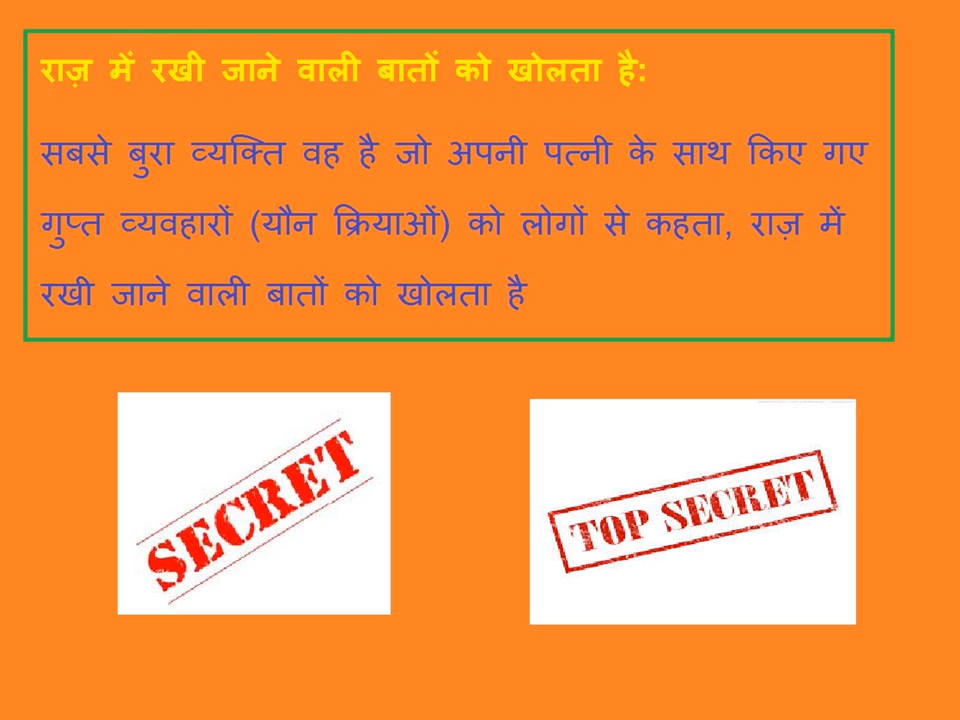 राज़ में रखी जाने वाली बातों को खोलता है:
सबसे बुरा व्यक्ति वह है जो अपनी पत्नी के साथ किए गए
गुप्त व्यवहारों (यौन क्रियाओं) को लोगों से कहता, राज़ में
रखी जाने वाली बातों को खोलता है
SECRET
TOP SECRET